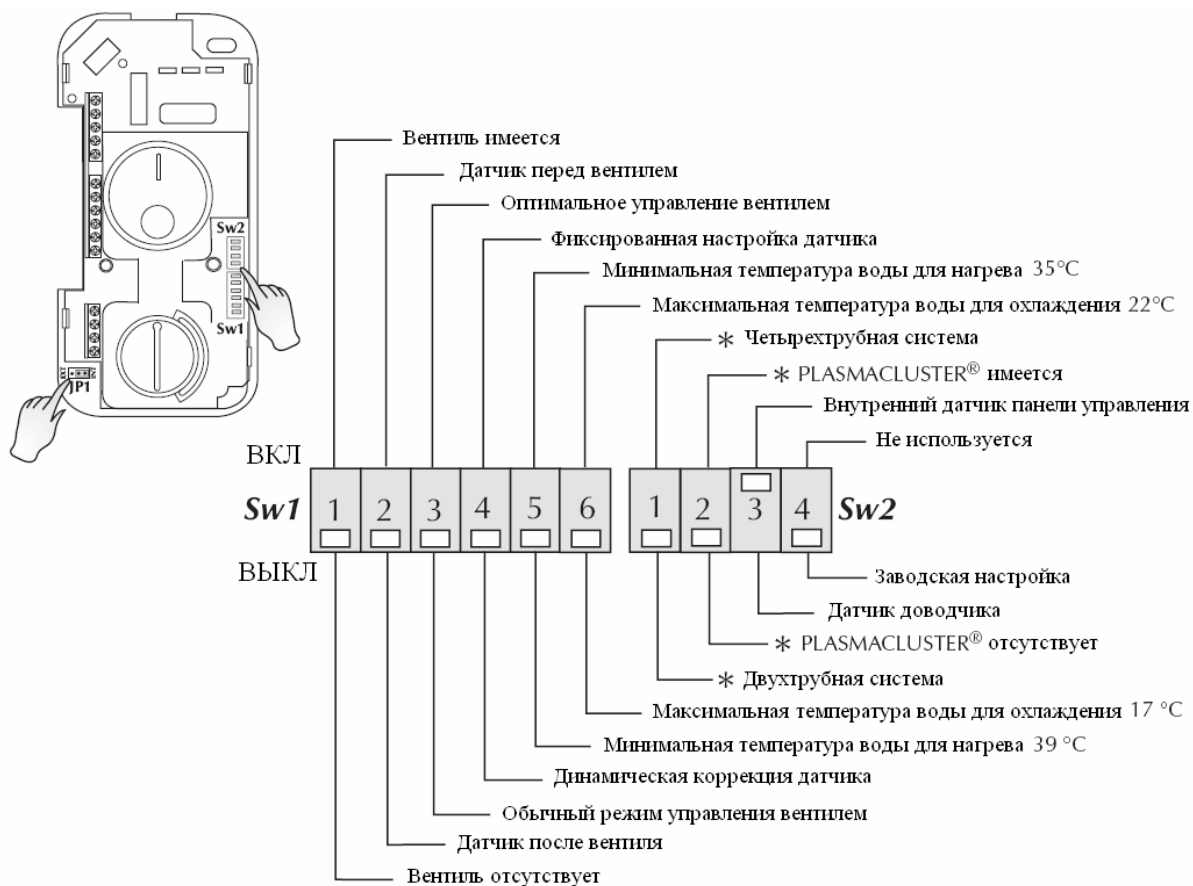 Вентиль имеется
Датчик перед вентилем
Оптимальное управление вентилем
Фиксированная настройка датчика
Минимальная температура воды для нагрева 35°C
Максимальная температура воды для охлаждения 22°C
* Четырехтрубная система
* PLASMACLUSTER® имеется
Внутренний датчик панели управления
Не используется
Sw2
Sw1
EXT INT
JP1
ВКЛ
Sw1 1 2 3 4 5 6 1 2 3 4 Sw2
ВЫКЛ
Заводская настройка
Датчик доводчика
* PLASMACLUSTER® отсутствует
* Двухтрубная система
Максимальная температура воды для охлаждения 17 °C
Минимальная температура воды для нагрева 39 °C
Динамическая коррекция датчика
Обычный режим управления вентилем
Датчик после вентиля
Вентиль отсутствует